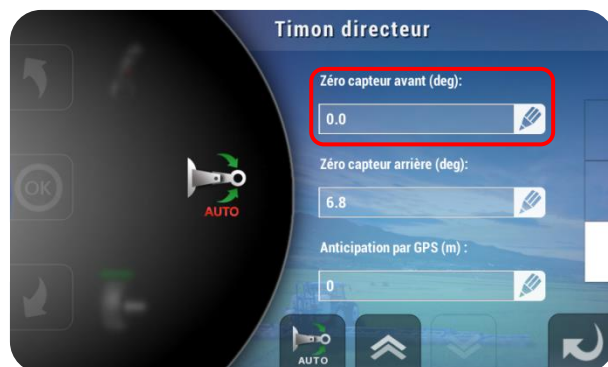 Timon directeur
Zéro capteur avant (deg):
0.0
Zéro capteur arrière (deg):
6.8
OK
AUTO
Anticipation par GPS (m) :
0
AUTO